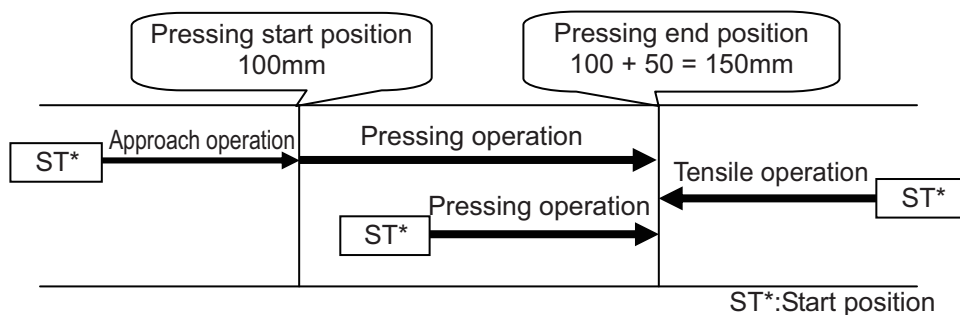 Pressing start position
100mm
Pressing end position
100 + 50 = 150mm
ST*
Approach operation
Pressing operation
Tensile operation
ST*
ST*
Pressing operation
ST*:Start position